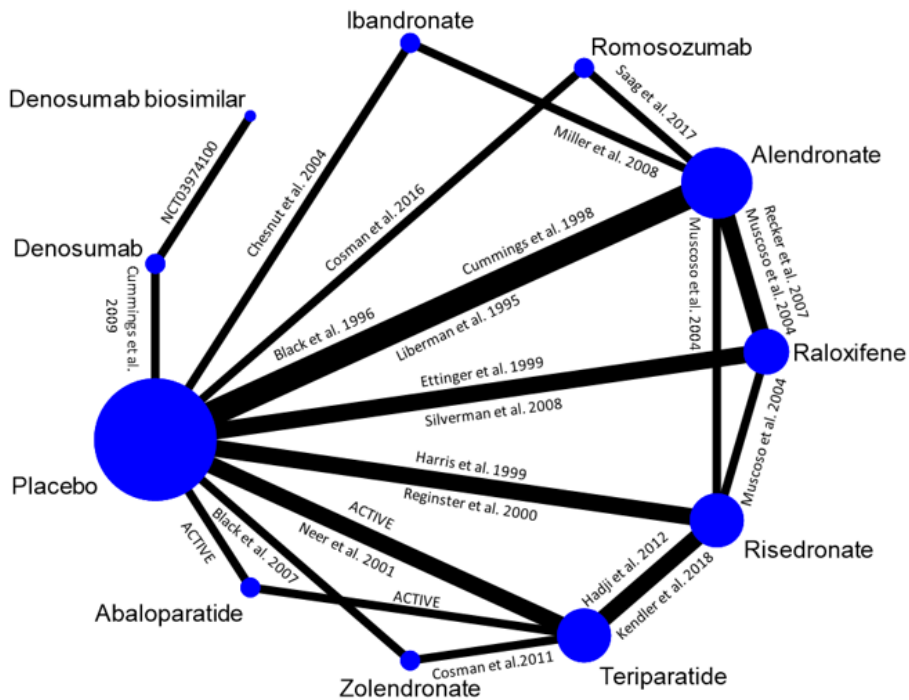 Ibandronate
Romosozumab
Denosumab biosimilar
Saag et al. 2017
Miller et al. 2008
Alendronate
NCT03974100
Chesnut et al. 2004
Cosman et al. 2016
Cummings et al. 1998
Recker et al. 2007
Muscoso et al. 2004
Muscoso et al. 2004
Denosumab
Cummings et al.
2009
Black et al. 1996
Liberman et al. 1995
Raloxifene
Ettinger et al. 1999
Silverman et al. 2008
Muscoso et al. 2004
Harris et al. 1999
Reginster et al. 2000
Placebo
ACTIVE
Neer et al. 2001
Black et al. 2007
ACTIVE
Hadji et al. 2012
Kendler et al. 2018
Risedronate
Abaloparatide
ACTIVE
Cosman et al.2011
Zolendronate
Teriparatide